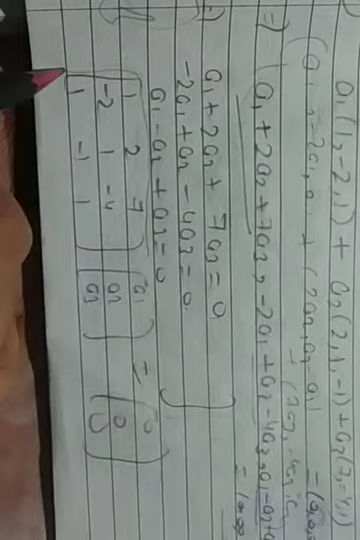 a₁(1,-2,1) + a₂(2,1,-1) + a₃(7,-4,1)
(a₁, -2a₁, a₁) + (2a₂, a₂, -a₂)
+ (7a₃, -4a₃, a₃) = (0,0,0)
⇒ (a₁ + 2a₂ + 7a₃, -2a₁ + a₂ - 4a₃, a₁ - a₂ + a
a₁ + 2a₂ + 7a₃ = 0
-2a₁ + a₂ - 4a₃ = 0
a₁ - a₂ + a₃ = 0
1 2 7 a₁ 0
-2 1 -4 a₂ = 0
1 -1 1 a₃ 0